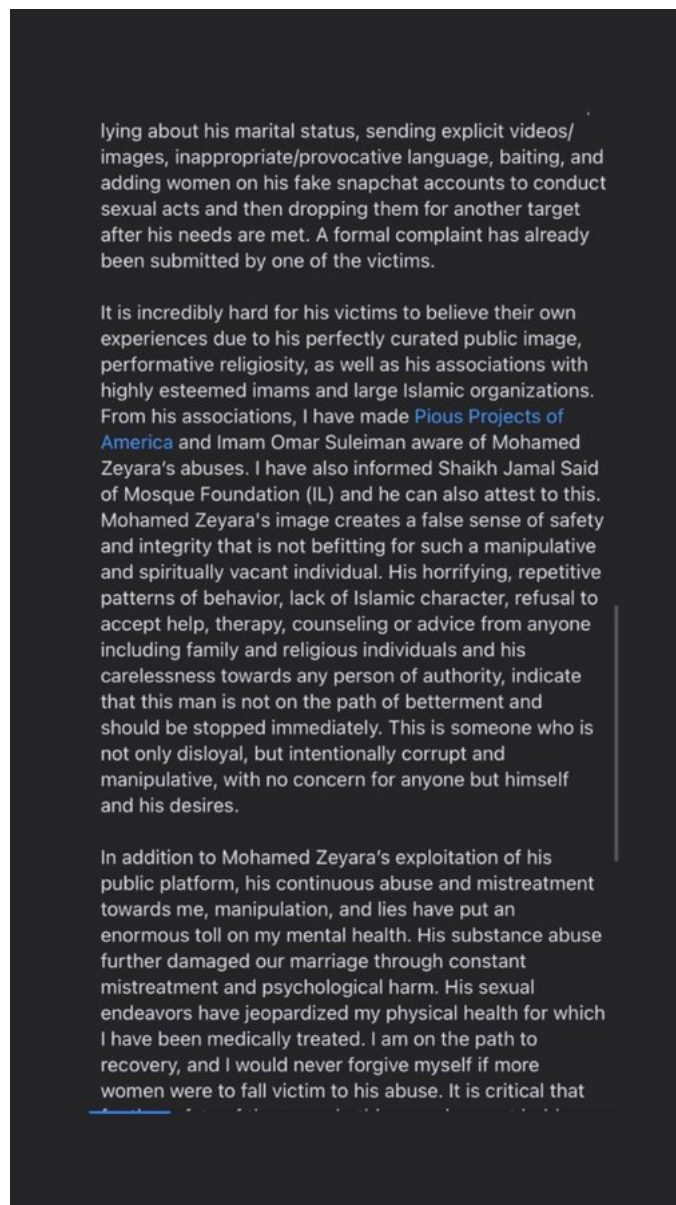 lying about his marital status, sending explicit videos/
images, inappropriate/provocative language, baiting, and
adding women on his fake snapchat accounts to conduct
sexual acts and then dropping them for another target
after his needs are met. A formal complaint has already
been submitted by one of the victims.
It is incredibly hard for his victims to believe their own
experiences due to his perfectly curated public image,
performative religiosity, as well as his associations with
highly esteemed imams and large Islamic organizations.
From his associations, I have made Pious Projects of
America and Imam Omar Suleiman aware of Mohamed
Zeyara’s abuses. I have also informed Shaikh Jamal Said
of Mosque Foundation (IL) and he can also attest to this.
Mohamed Zeyara's image creates a false sense of safety
and integrity that is not befitting for such a manipulative
and spiritually vacant individual. His horrifying, repetitive
patterns of behavior, lack of Islamic character, refusal to
accept help, therapy, counseling or advice from anyone
including family and religious individuals and his
carelessness towards any person of authority, indicate
that this man is not on the path of betterment and
should be stopped immediately. This is someone who is
not only disloyal, but intentionally corrupt and
manipulative, with no concern for anyone but himself
and his desires.
In addition to Mohamed Zeyara’s exploitation of his
public platform, his continuous abuse and mistreatment
towards me, manipulation, and lies have put an
enormous toll on my mental health. His substance abuse
further damaged our marriage through constant
mistreatment and psychological harm. His sexual
endeavors have jeopardized my physical health for which
I have been medically treated. I am on the path to
recovery, and I would never forgive myself if more
women were to fall victim to his abuse. It is critical that